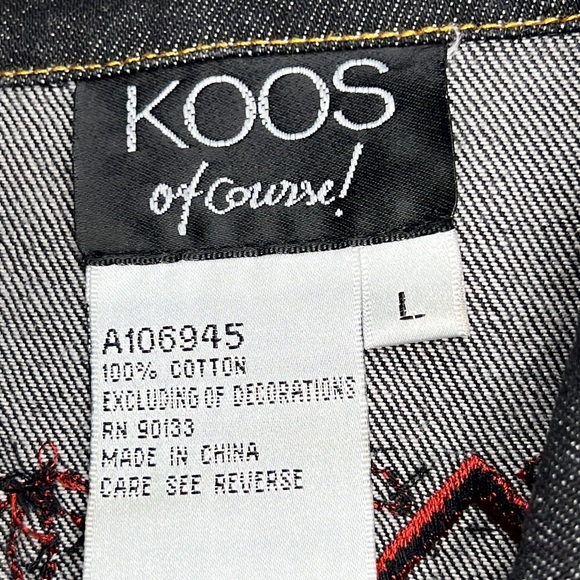 KOOS
of Course!
L
A106945
100% COTTON
EXCLUDING OF DECORATIONS
RN 90133
MADE IN CHINA
CARE SEE REVERSE